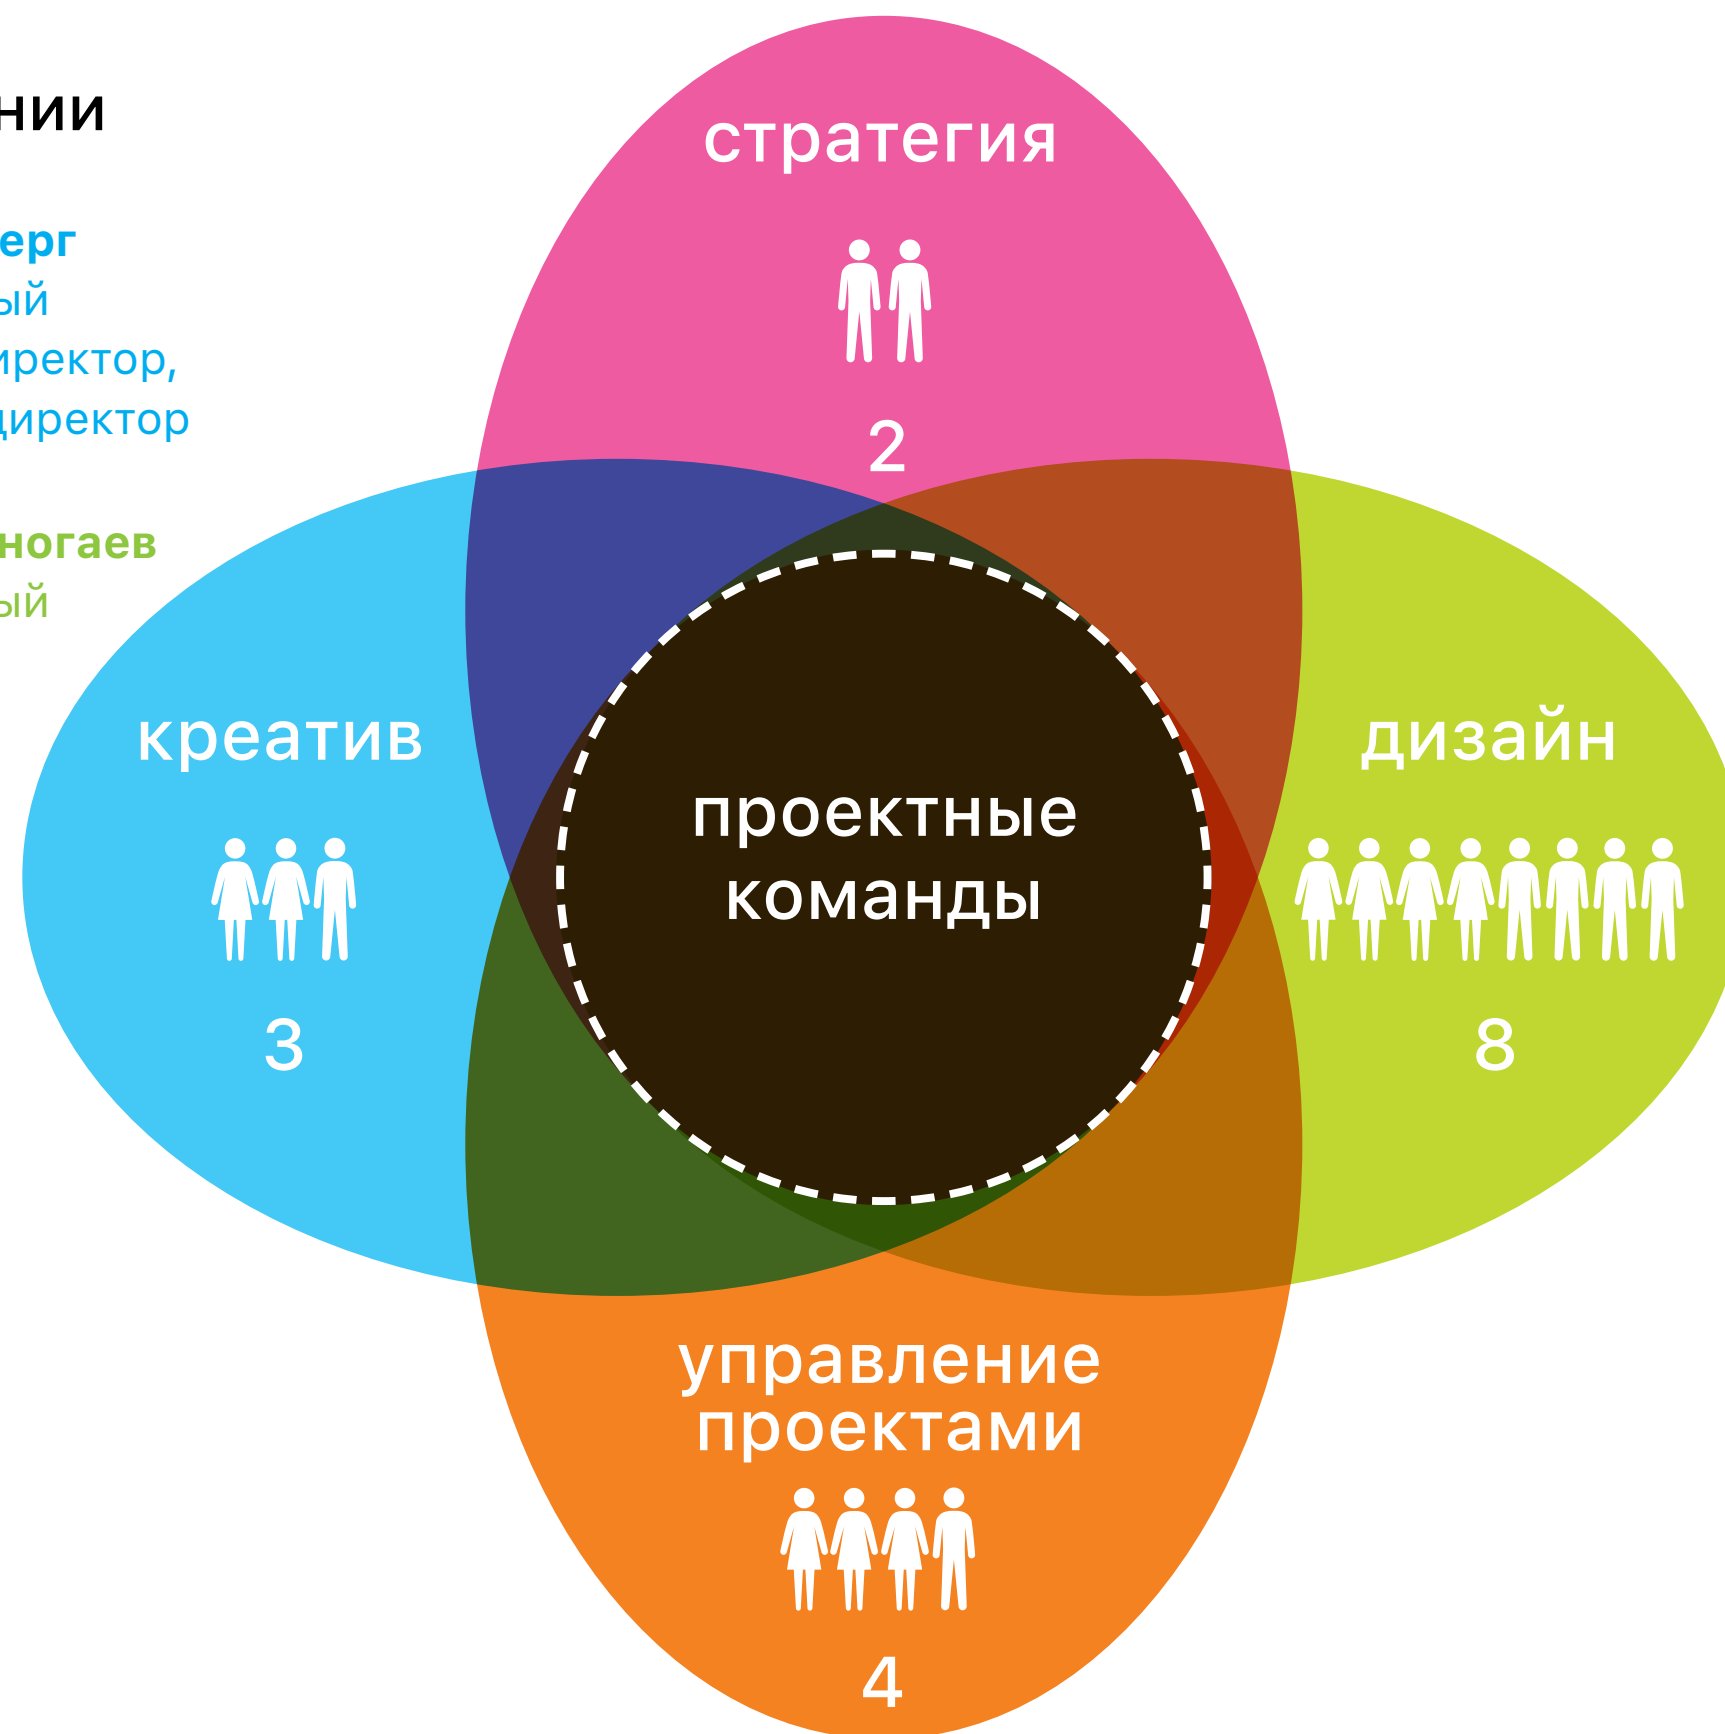 нии
ерг
ый
иректор,
директор
ногаев
ый
стратегия
2
креатив
3
проектные
команды
дизайн
8
управление
проектами
4